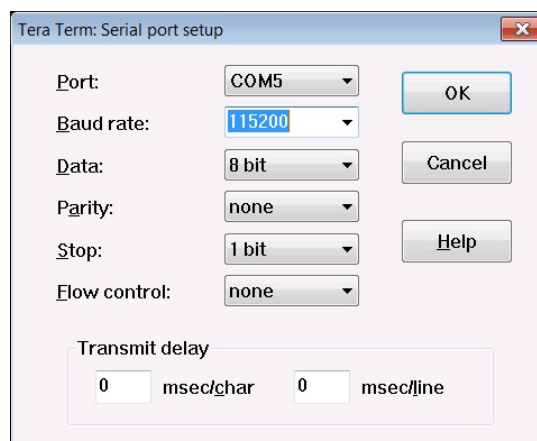 Tera Term: Serial port setup
Port: COM5 OK
Baud rate: 115200
Data: 8 bit Cancel
Parity: none
Stop: 1 bit Help
Flow control: none
Transmit delay
0 msec/char 0 msec/line